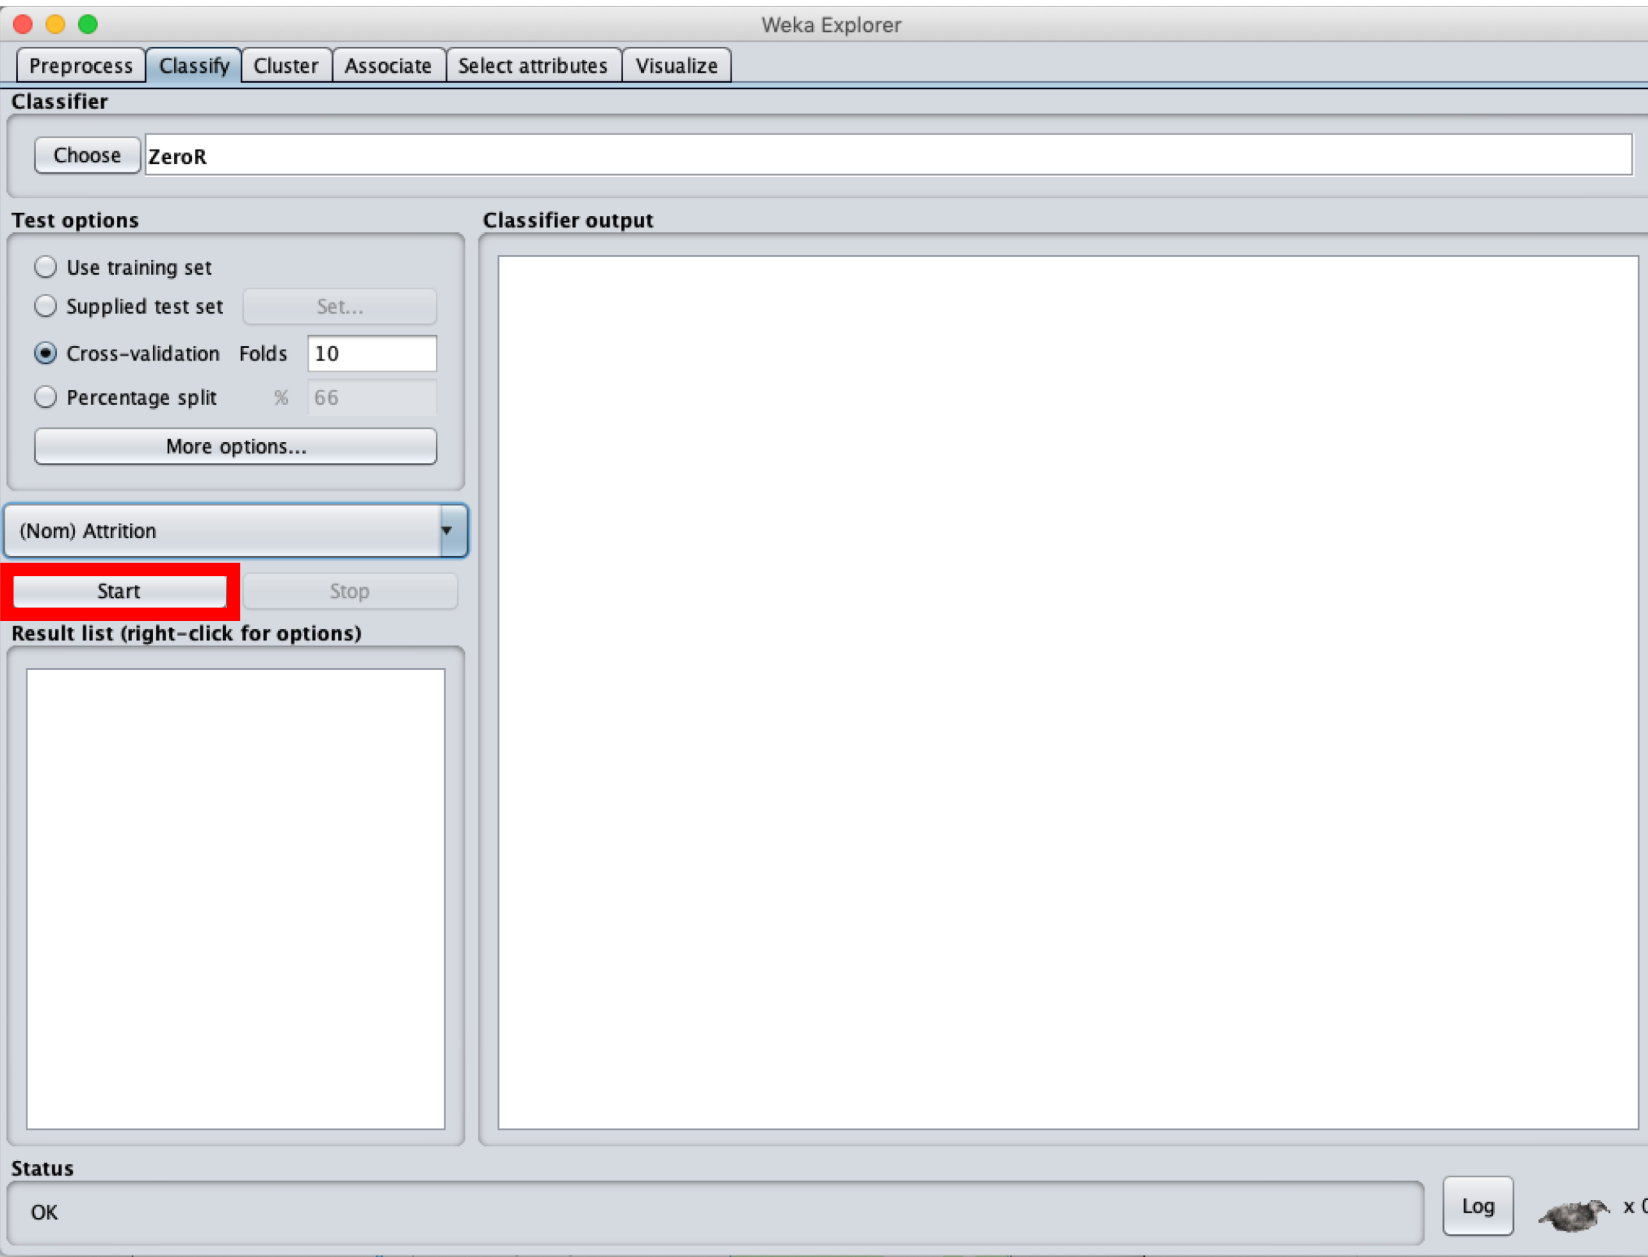 Weka Explorer
Preprocess Classify Cluster Associate Select attributes Visualize
Classifier
Choose ZeroR
Test options
Use training set
Supplied test set Set...
Cross-validation Folds 10
Percentage split % 66
More options...
(Nom) Attrition
Start Stop
Result list (right-click for options)
Classifier output
Status
OK
Log x 0